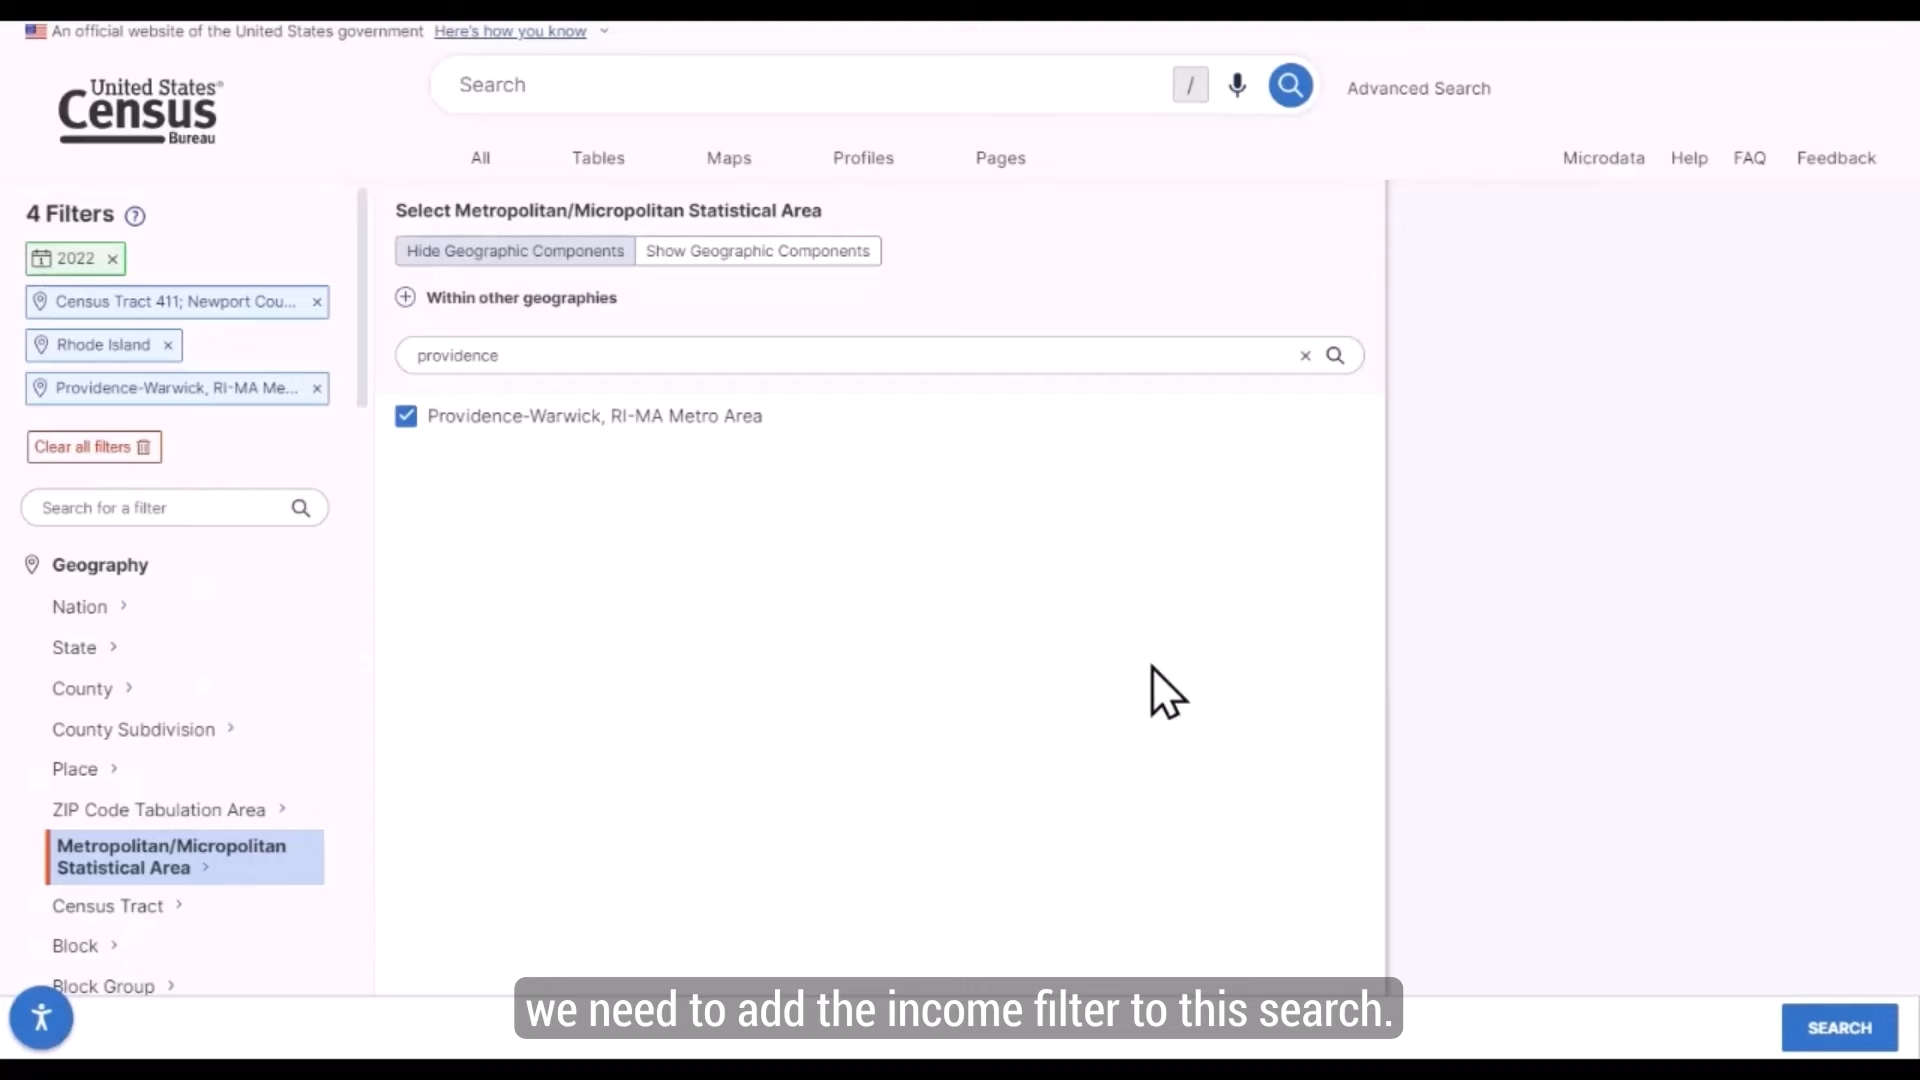 An official website of the United States government Here's how you know
United States®
Census
Bureau
Search / Advanced Search
All Tables Maps Profiles Pages Microdata Help FAQ Feedback
4 Filters ?
2022 ×
Census Tract 411; Newport Cou... ×
Rhode Island ×
Providence-Warwick, RI-MA Me... ×
Clear all filters
Search for a filter
Geography
Nation
State
County
County Subdivision
Place
ZIP Code Tabulation Area
Metropolitan/Micropolitan
Statistical Area
Census Tract
Block
Block Group
Select Metropolitan/Micropolitan Statistical Area
Hide Geographic Components Show Geographic Components
Within other geographies
providence ×
Providence-Warwick, RI-MA Metro Area
we need to add the income filter to this search.
SEARCH